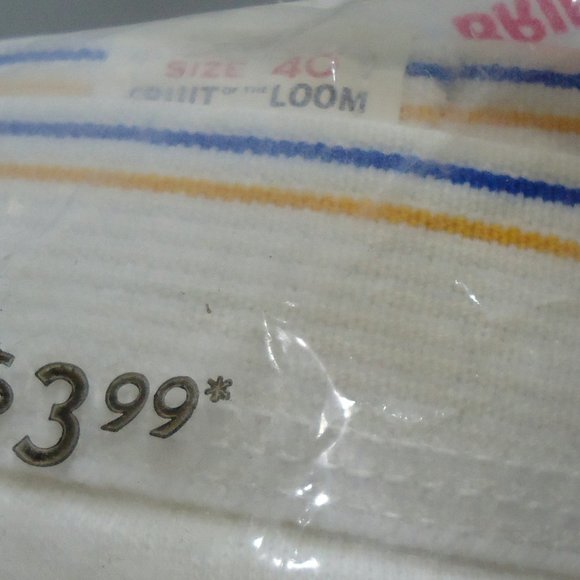 SIZE 40
FRUIT OF THE LOOM
$3.99*